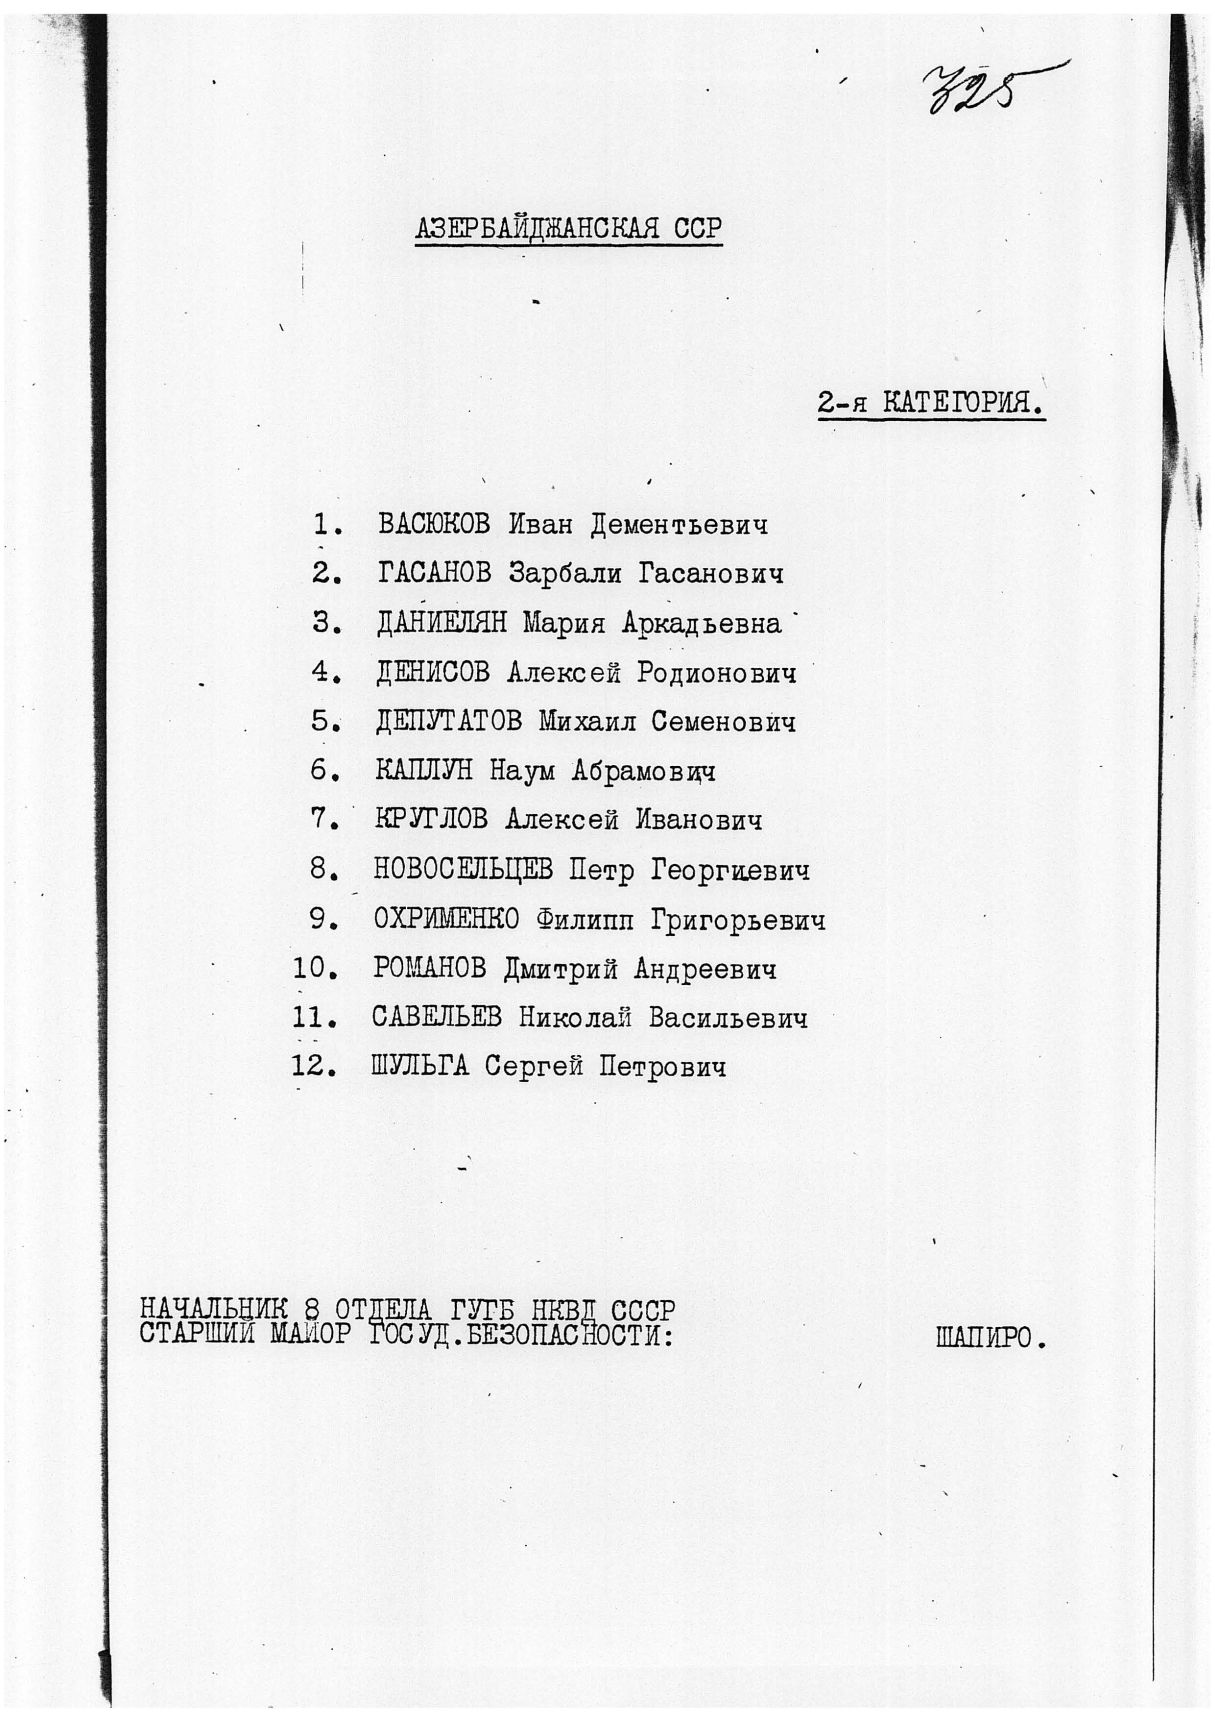 325
АЗЕРБАЙДЖАНСКАЯ ССР
2-я КАТЕГОРИЯ.
1. ВАСЮКОВ Иван Дементьевич
2. ГАСАНОВ Зарбали Гасанович
3. ДАНИЕЛЯН Мария Аркадьевна
4. ДЕНИСОВ Алексей Родионович
5. ДЕПУТАТОВ Михаил Семенович
6. КАПЛУН Наум Абрамович
7. КРУГЛОВ Алексей Иванович
8. НОВОСЕЛЬЦЕВ Петр Георгиевич
9. ОХРИМЕНКО Филипп Григорьевич
10. РОМАНОВ Дмитрий Андреевич
11. САВЕЛЬЕВ Николай Васильевич
12. ШУЛЬГА Сергей Петрович
НАЧАЛЬНИК 8 ОТДЕЛА ГУГБ НКВД СССР
СТАРШИЙ МАЙОР ГОСУД.БЕЗОПАСНОСТИ: ШАПИРО.